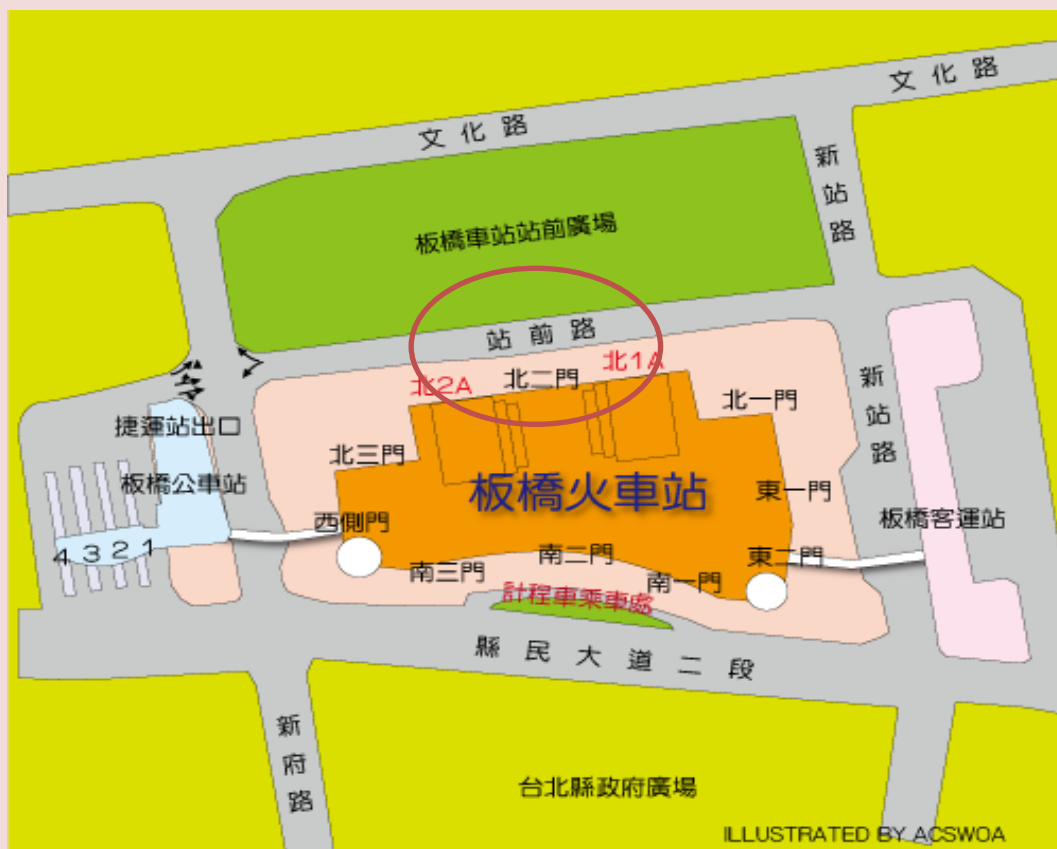 文化路
文化路
新站路
板橋車站站前廣場
站前路
北2A
北二門
北1A
北一門
新站路
捷運站出口
北三門
板橋公車站
板橋火車站
東一門
板橋客運站
西側門
4 3 2 1
南三門
南二門
南一門
東二門
計程車乘車處
縣民大道二段
新府路
台北縣政府廣場
ILLUSTRATED BY ACSWOA